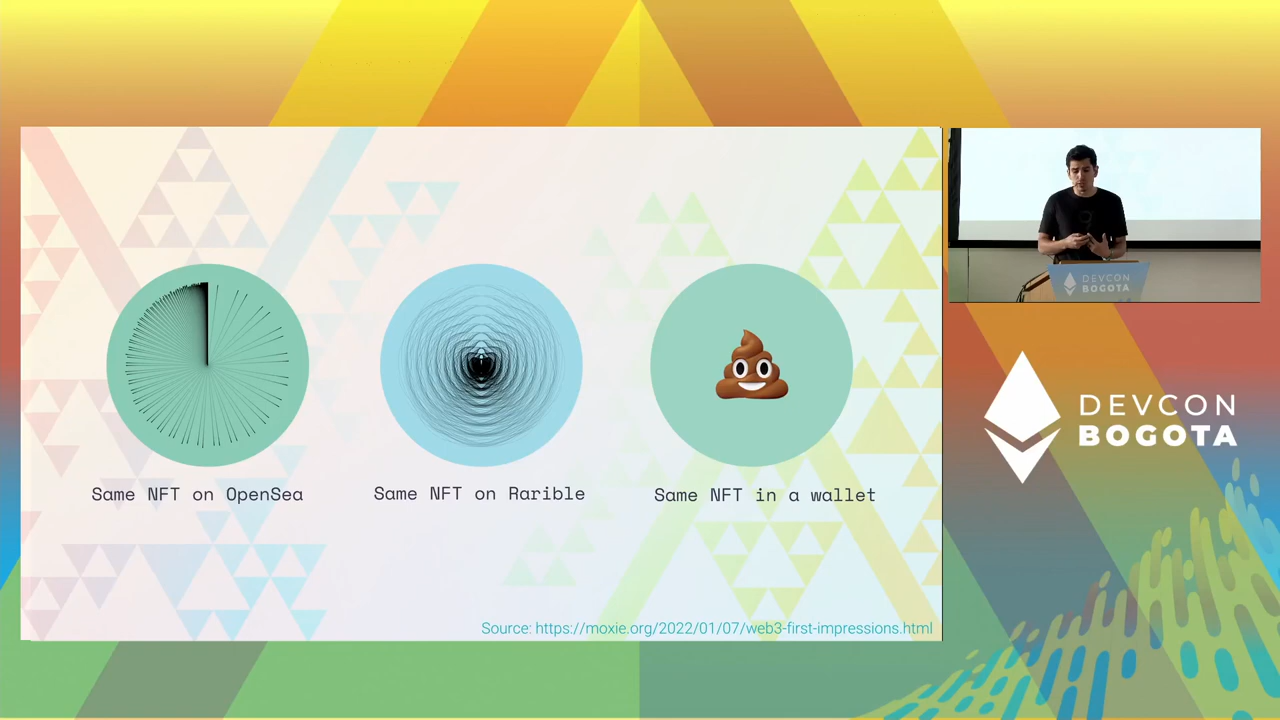 Same NFT on OpenSea
Same NFT on Rarible
Same NFT in a wallet
Source: https://moxie.org/2022/01/07/web3-first-impressions.html
DEVCON
BOGOTA
DEVCON
BOGOTA